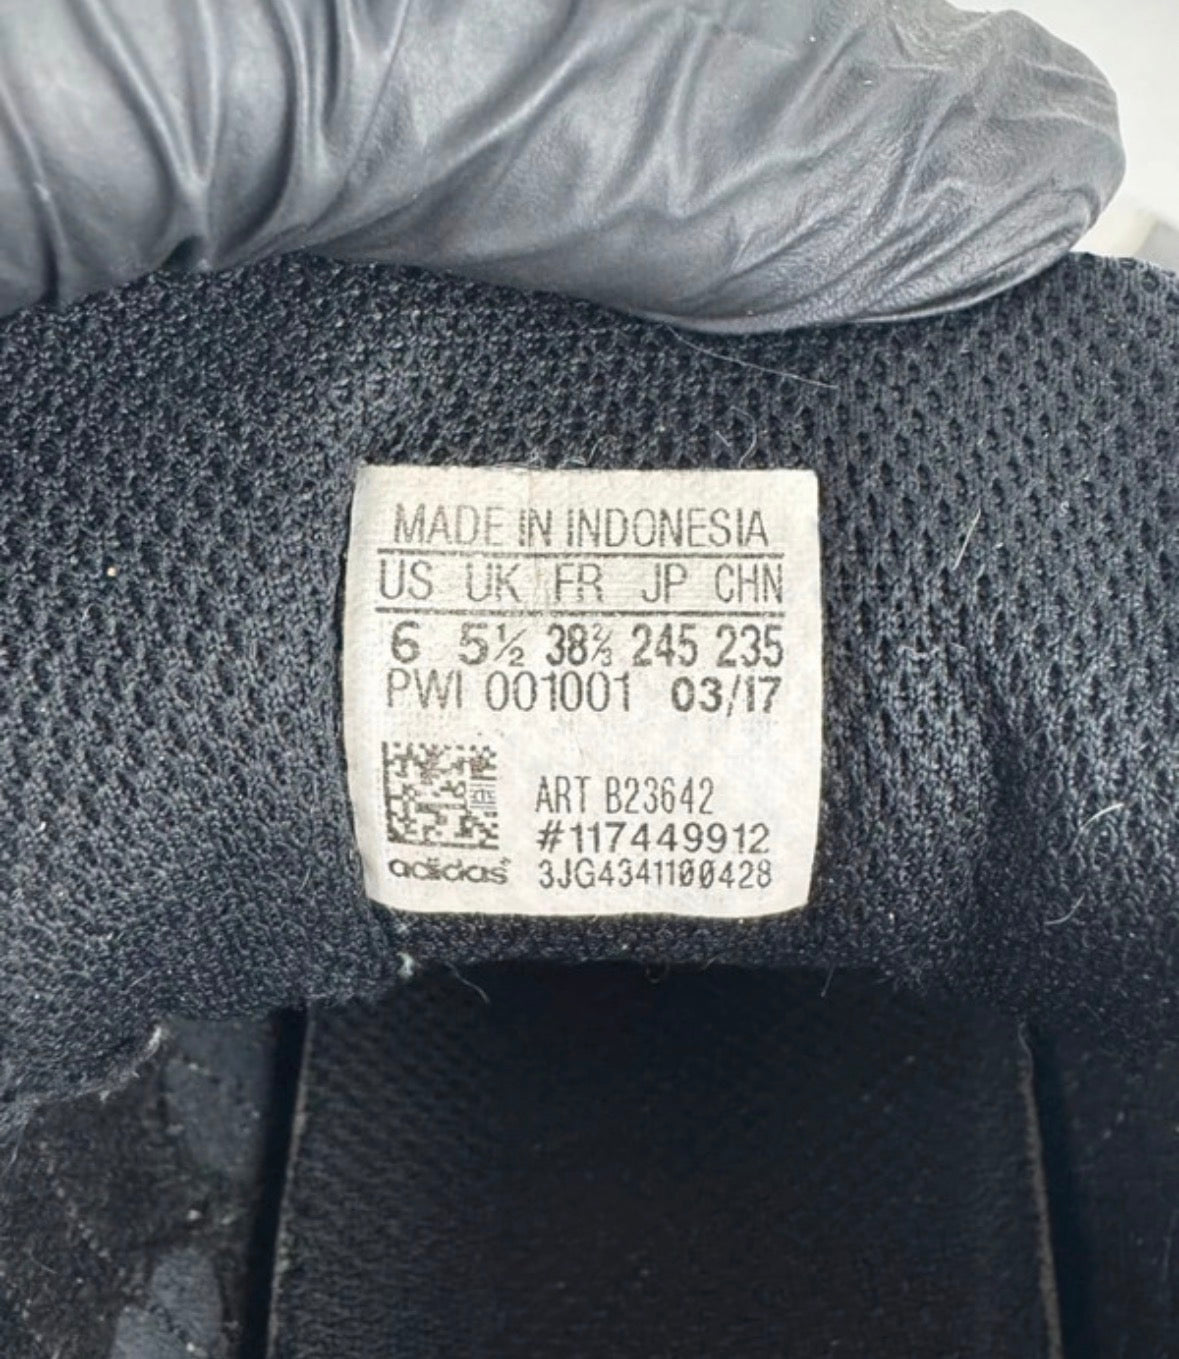 MADE IN INDONESIA
US UK FR JP CHN
6 5½ 38⅔ 245 235
PWI 001001 03/17
ART B23642
#117449912
adidas 3JG4341100428